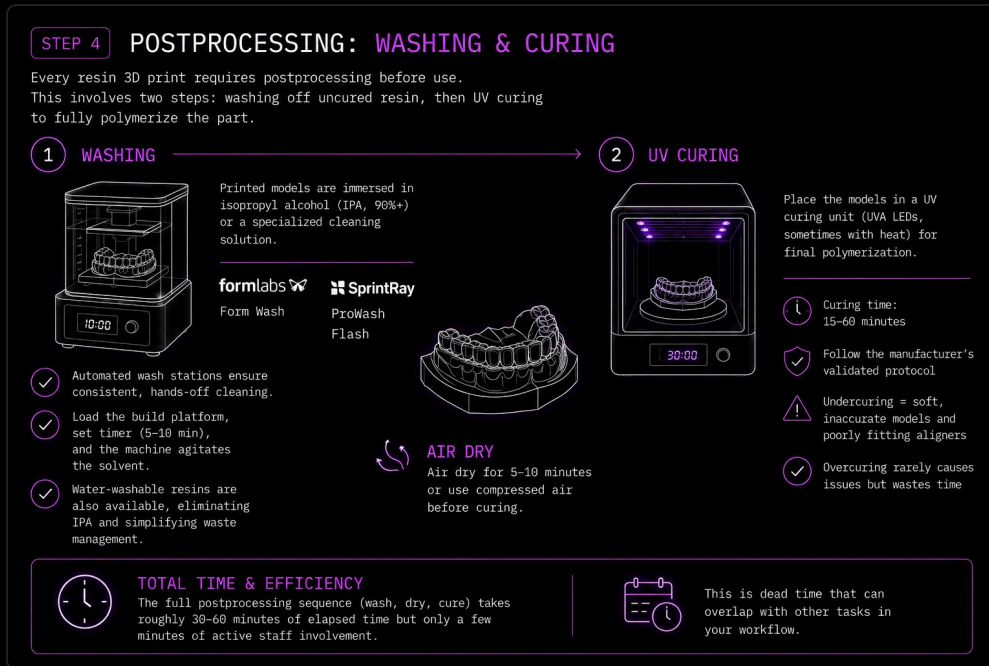 STEP 4
POSTPROCESSING: WASHING & CURING
Every resin 3D print requires postprocessing before use.
This involves two steps: washing off uncured resin, then UV curing
to fully polymerize the part.
1 WASHING
Printed models are immersed in
isopropyl alcohol (IPA, 90%+)
or a specialized cleaning
solution.
formlabs
Form Wash
SprintRay
ProWash
Flash
10:00
Automated wash stations ensure
consistent, hands-off cleaning.
Load the build platform,
set timer (5–10 min),
and the machine agitates
the solvent.
Water-washable resins are
also available, eliminating
IPA and simplifying waste
management.
AIR DRY
Air dry for 5–10 minutes
or use compressed air
before curing.
2 UV CURING
30:00
Place the models in a UV
curing unit (UVA LEDs,
sometimes with heat) for
final polymerization.
Curing time:
15–60 minutes
Follow the manufacturer's
validated protocol
Undercuring = soft,
inaccurate models and
poorly fitting aligners
Overcuring rarely causes
issues but wastes time
TOTAL TIME & EFFICIENCY
The full postprocessing sequence (wash, dry, cure) takes
roughly 30–60 minutes of elapsed time but only a few
minutes of active staff involvement.
This is dead time that can
overlap with other tasks in
your workflow.